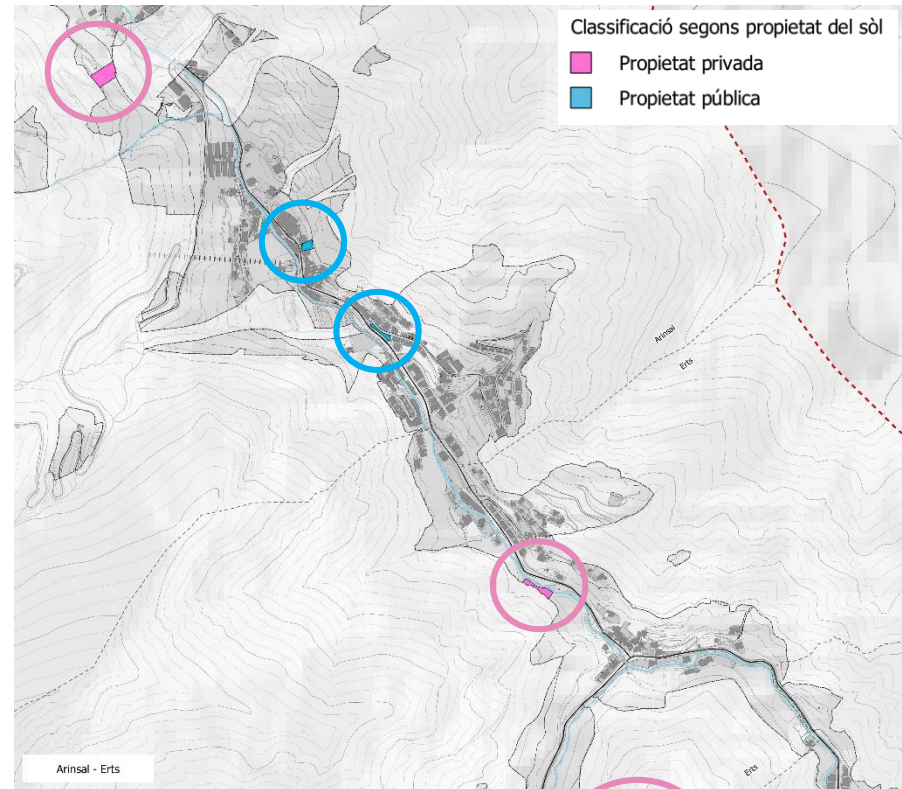 Classificació segons propietat del sòl
Propietat privada
Propietat pública
Arinsal
Erts
Erts
Arinsal - Erts